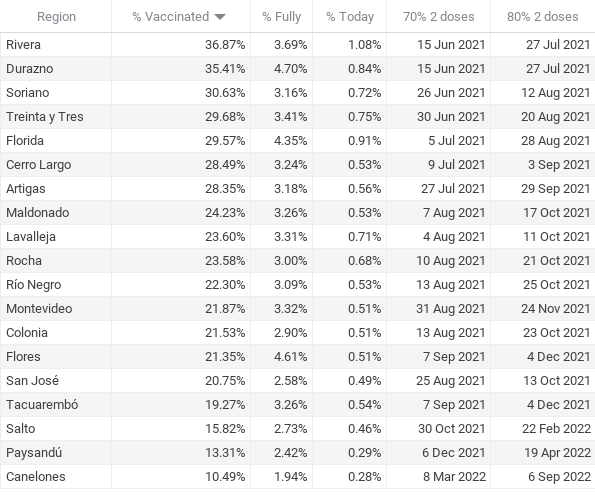 Region % Vaccinated % Fully % Today 70% 2 doses 80% 2 doses
Rivera 36.87% 3.69% 1.08% 15 Jun 2021 27 Jul 2021
Durazno 35.41% 4.70% 0.84% 15 Jun 2021 27 Jul 2021
Soriano 30.63% 3.16% 0.72% 26 Jun 2021 12 Aug 2021
Treinta y Tres 29.68% 3.41% 0.75% 30 Jun 2021 20 Aug 2021
Florida 29.57% 4.35% 0.91% 5 Jul 2021 28 Aug 2021
Cerro Largo 28.49% 3.24% 0.53% 9 Jul 2021 3 Sep 2021
Artigas 28.35% 3.18% 0.56% 27 Jul 2021 29 Sep 2021
Maldonado 24.23% 3.26% 0.53% 7 Aug 2021 17 Oct 2021
Lavalleja 23.60% 3.31% 0.71% 4 Aug 2021 11 Oct 2021
Rocha 23.58% 3.00% 0.68% 10 Aug 2021 21 Oct 2021
Río Negro 22.30% 3.09% 0.53% 13 Aug 2021 25 Oct 2021
Montevideo 21.87% 3.32% 0.51% 31 Aug 2021 24 Nov 2021
Colonia 21.53% 2.90% 0.51% 13 Aug 2021 23 Oct 2021
Flores 21.35% 4.61% 0.51% 7 Sep 2021 4 Dec 2021
San José 20.75% 2.58% 0.49% 25 Aug 2021 13 Oct 2021
Tacuarembó 19.27% 3.26% 0.54% 7 Sep 2021 4 Dec 2021
Salto 15.82% 2.73% 0.46% 30 Oct 2021 22 Feb 2022
Paysandú 13.31% 2.42% 0.29% 6 Dec 2021 19 Apr 2022
Canelones 10.49% 1.94% 0.28% 8 Mar 2022 6 Sep 2022